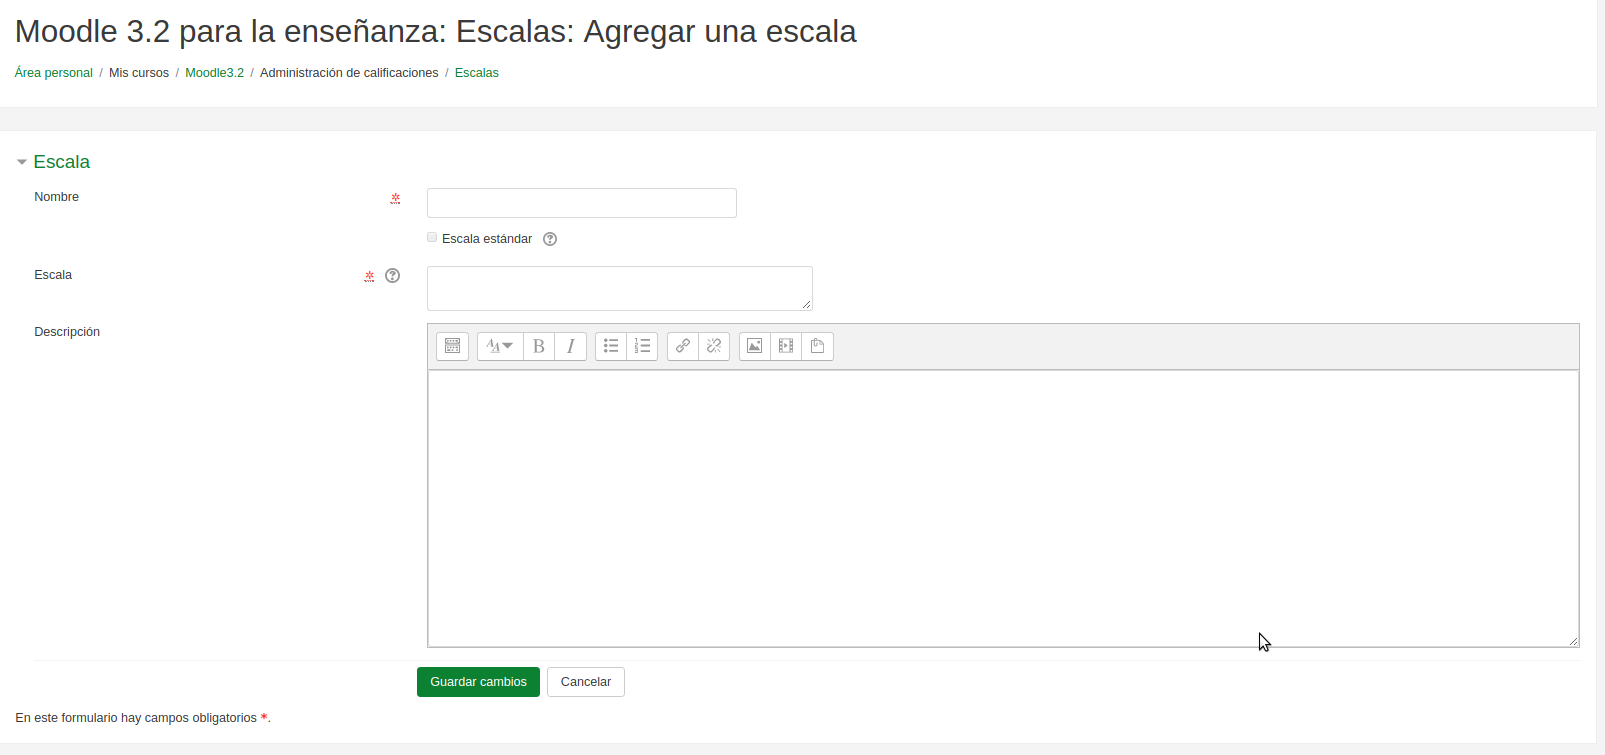 Moodle 3.2 para la enseñanza: Escalas: Agregar una escala
Área personal / Mis cursos / Moodle3.2 / Administración de calificaciones / Escalas
Escala
Nombre
Escala estándar
Escala
Descripción
B I
Guardar cambios Cancelar
En este formulario hay campos obligatorios *.